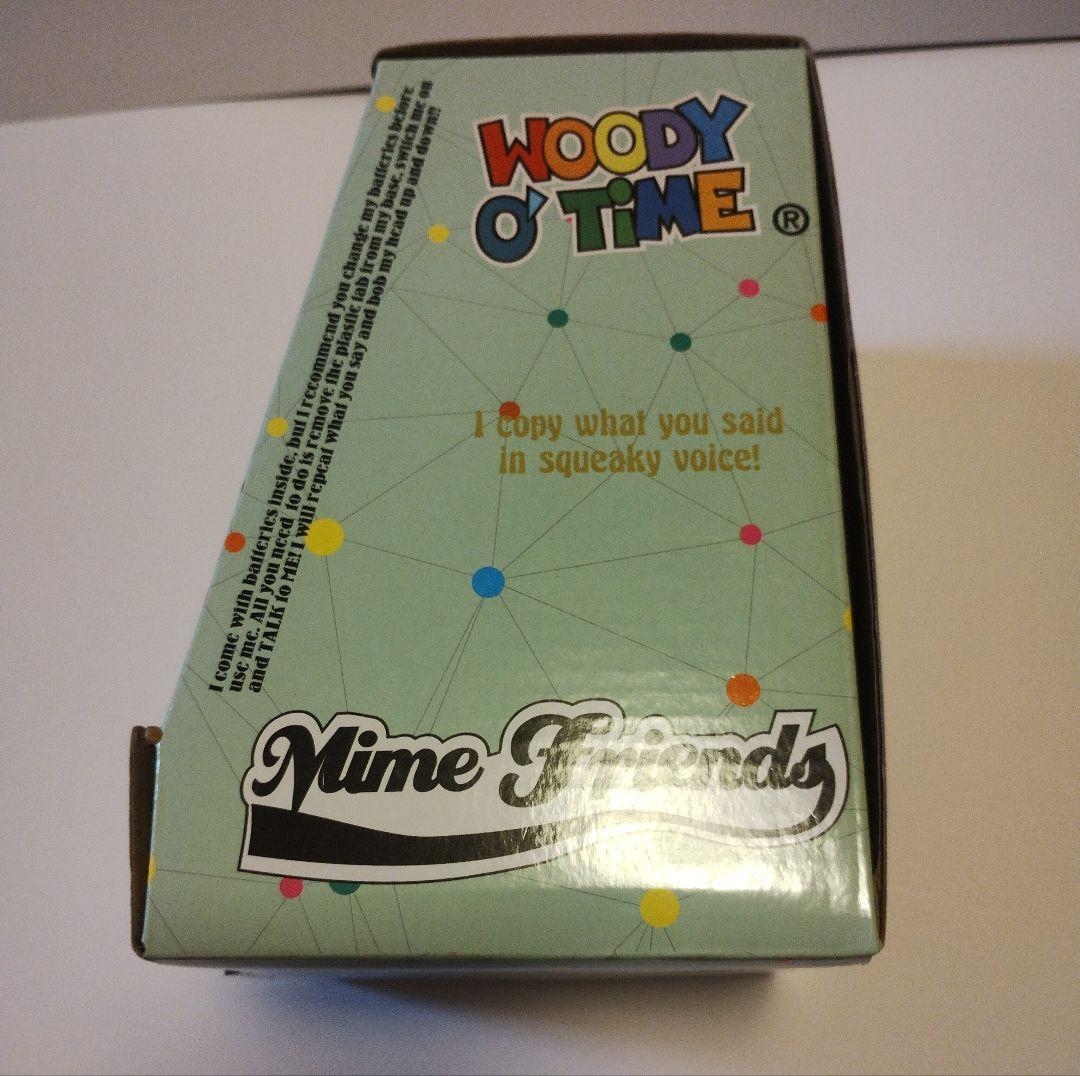 WOODY
O' TiME ®
I come with batteries inside, but I recommend you change my batteries before
use me. All you need to do is remove the plastic tab from my base, switch me on
and TALK to ME! I will repeat what you say and bob my head up and down!!
I copy what you said
in squeaky voice!
Mime Friends